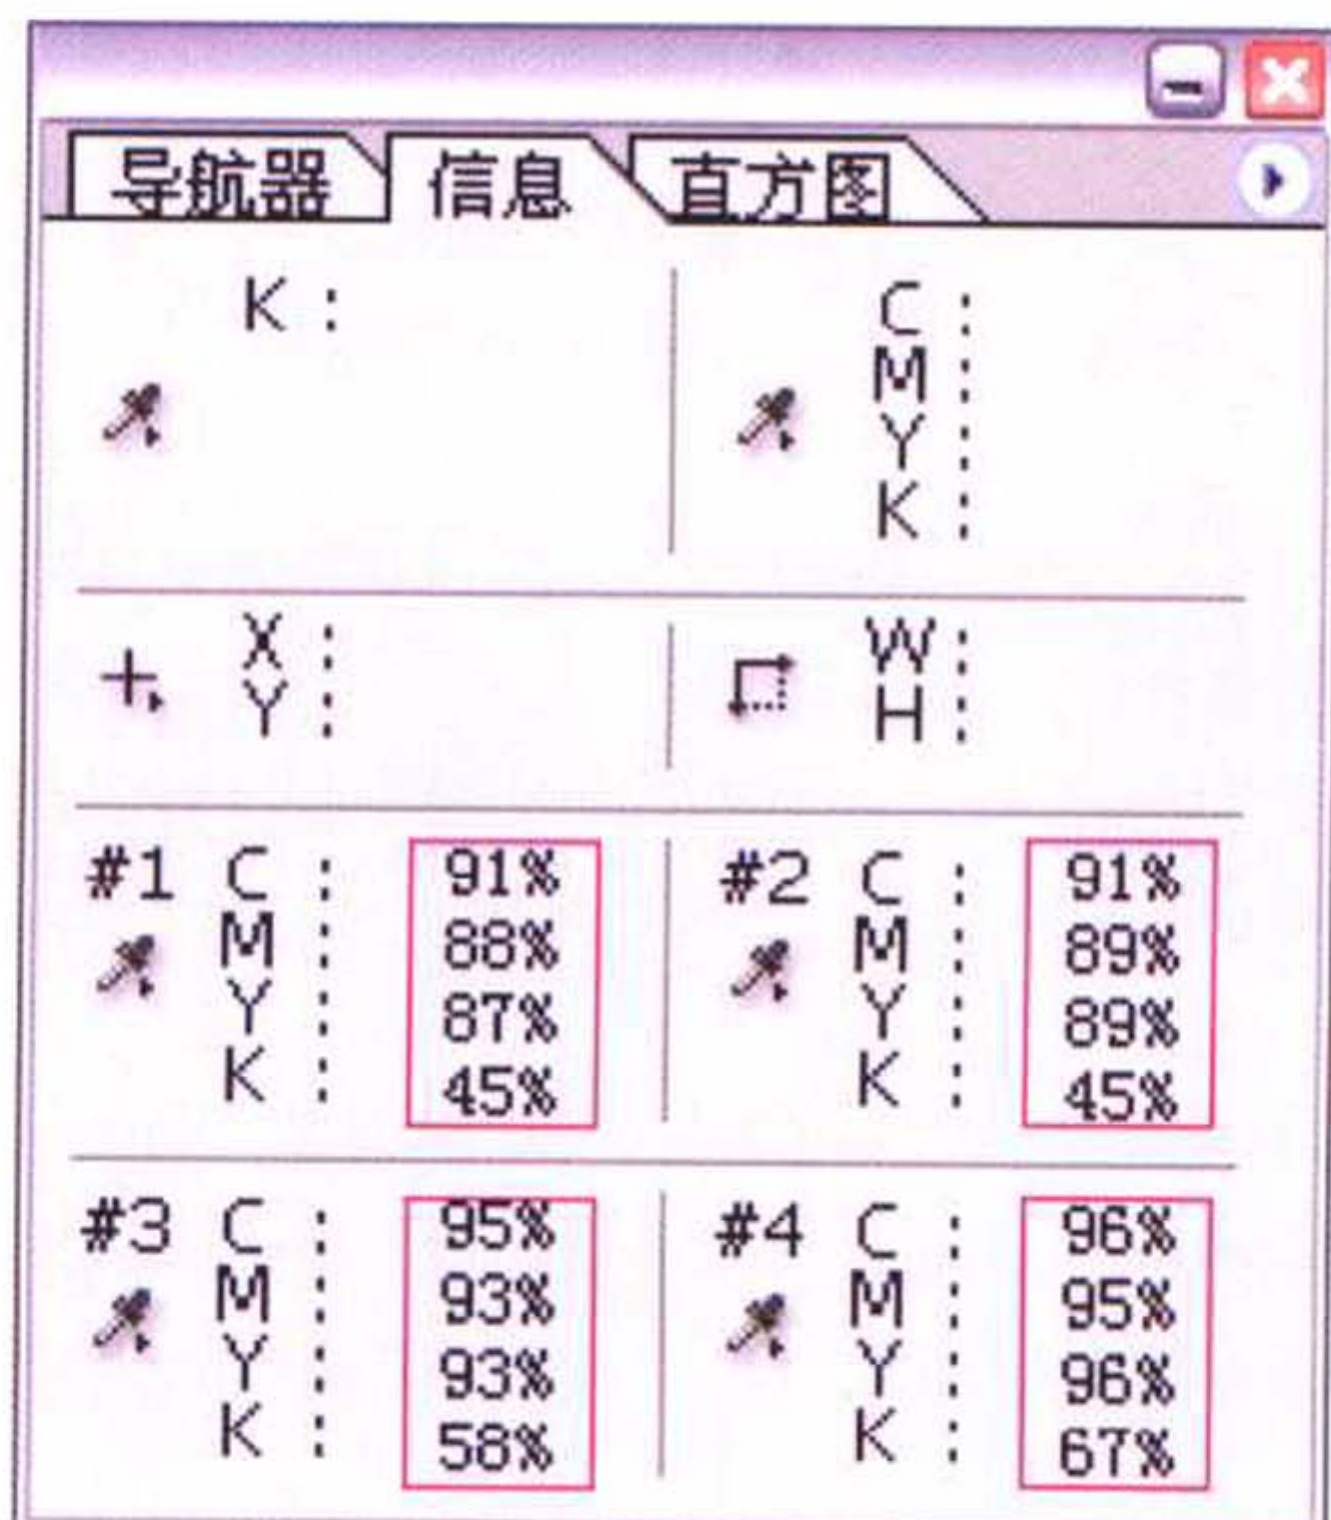 导航器 信息 直方图
K :
C :
M :
Y :
K :
X :
Y :
W :
H :
#1 C : 91%
M : 88%
Y : 87%
K : 45%
#2 C : 91%
M : 89%
Y : 89%
K : 45%
#3 C : 95%
M : 93%
Y : 93%
K : 58%
#4 C : 96%
M : 95%
Y : 96%
K : 67%